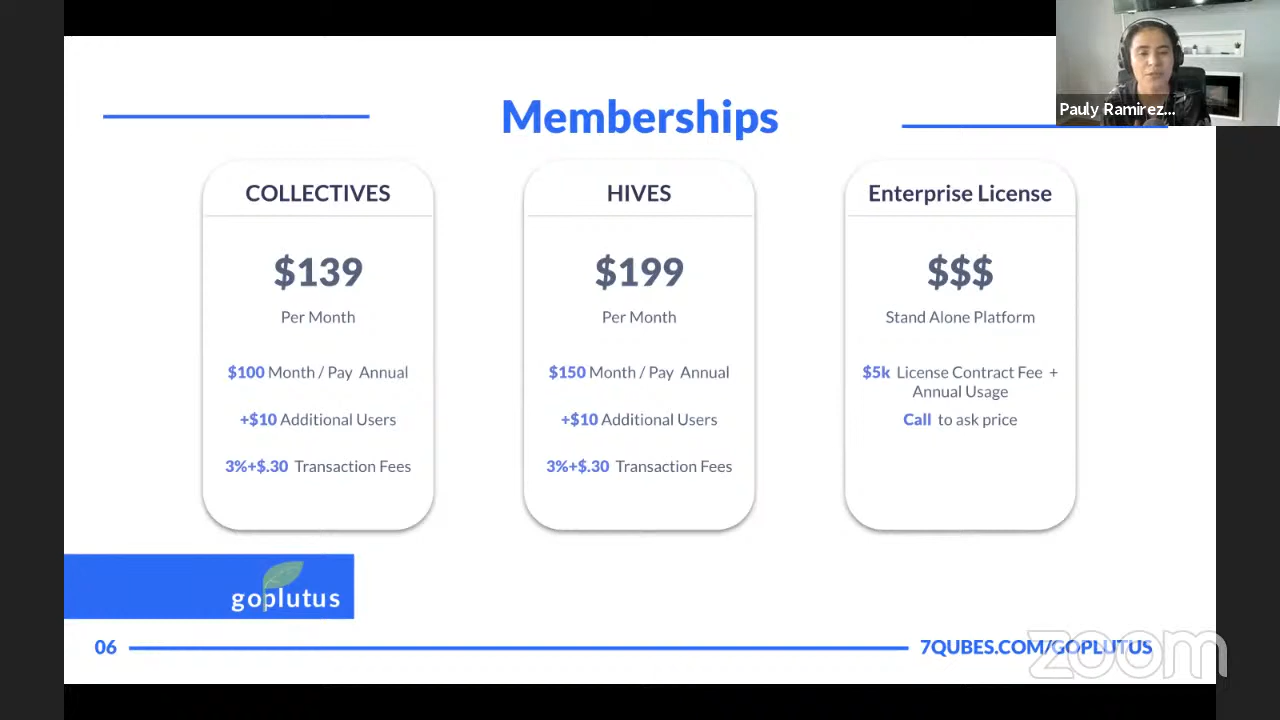 Pauly Ramirez...
Memberships
COLLECTIVES
$139
Per Month
$100 Month / Pay Annual
+$10 Additional Users
3%+$.30 Transaction Fees
HIVES
$199
Per Month
$150 Month / Pay Annual
+$10 Additional Users
3%+$.30 Transaction Fees
Enterprise License
$$$
Stand Alone Platform
$5k License Contract Fee +
Annual Usage
Call to ask price
goplutus
06
7QUBES.COM/GOPLUTUS
zoom